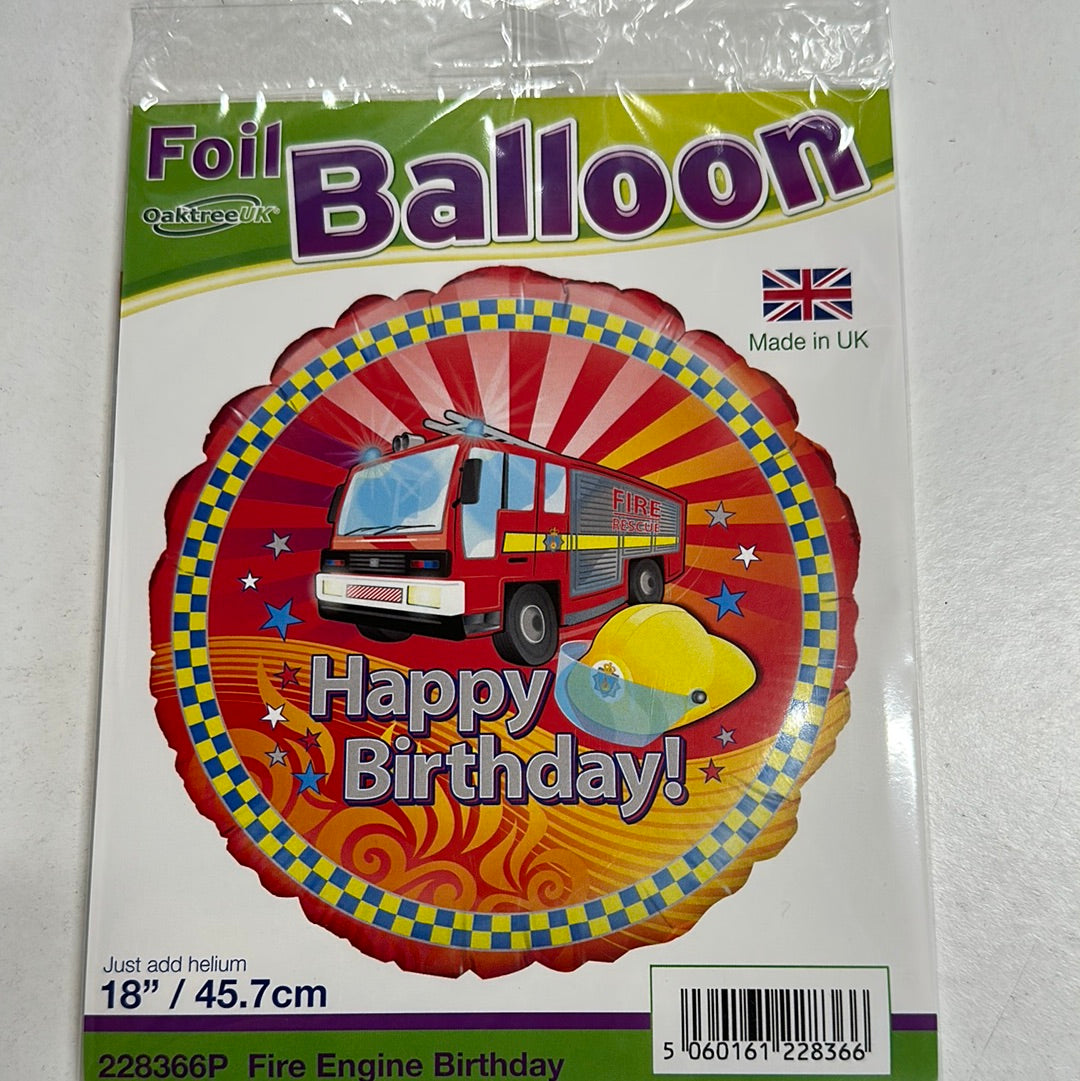 Foil
Balloon
OaktreeUK
Made in UK
FIRE
RESCUE
Happy
Birthday!
Just add helium
18” / 45.7cm
228366P Fire Engine Birthday
5 060161 228366